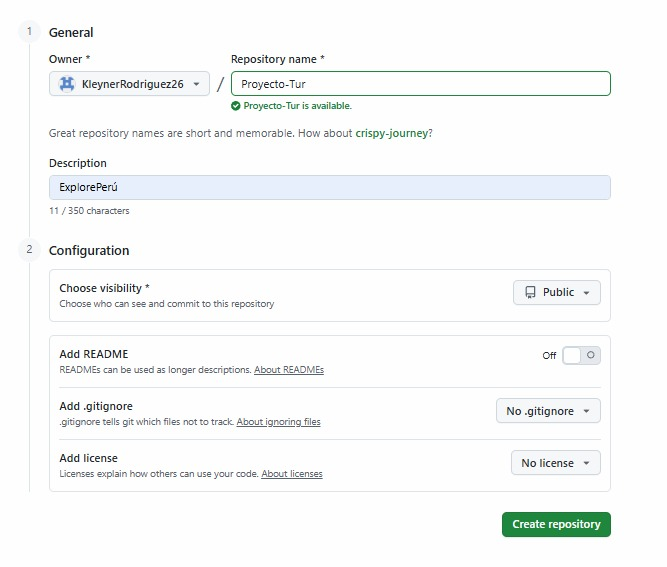 1 General
Owner * Repository name *
KleynerRodriguez26 / Proyecto-Tur
Proyecto-Tur is available.
Great repository names are short and memorable. How about crispy-journey?
Description
ExplorePerú
11 / 350 characters
2 Configuration
Choose visibility *
Choose who can see and commit to this repository
Public
Add README
READMEs can be used as longer descriptions. About READMEs
Off
Add .gitignore
.gitignore tells git which files not to track. About ignoring files
No .gitignore
Add license
Licenses explain how others can use your code. About licenses
No license
Create repository